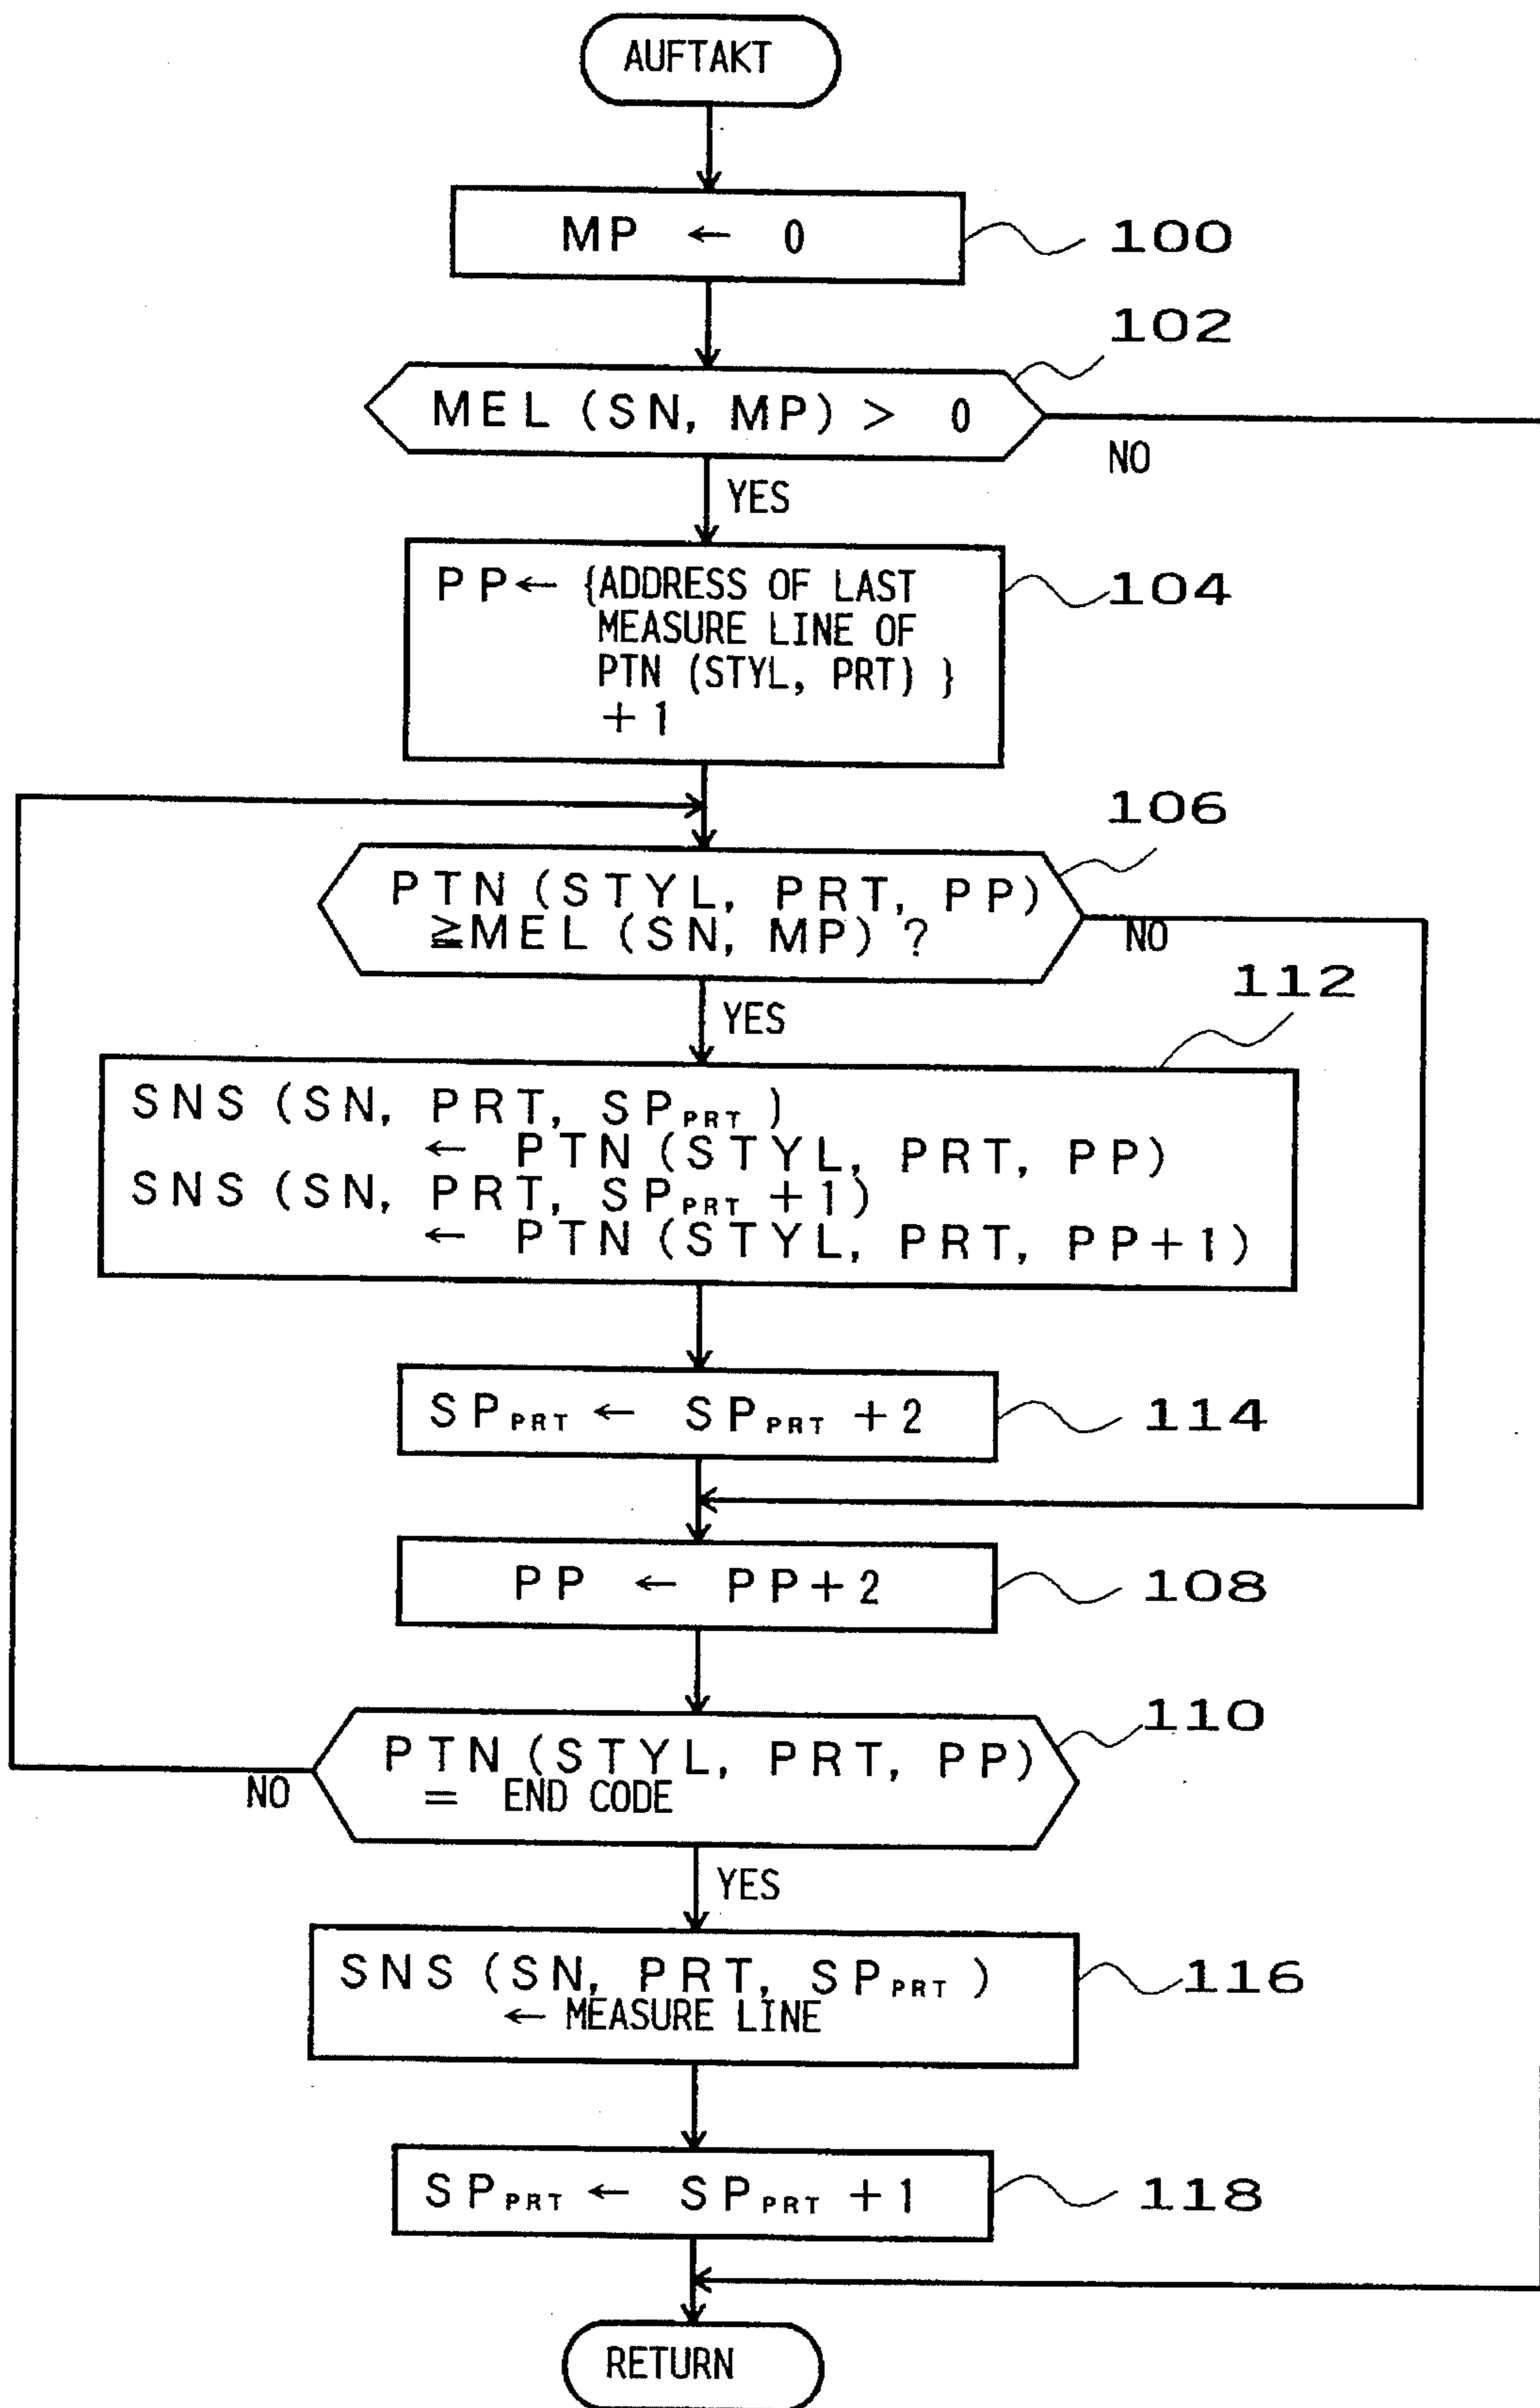 AUFTAKT
MP ← 0
100
102
MEL (SN, MP) > 0
NO
YES
PP← {ADDRESS OF LAST
MEASURE LINE OF
PTN (STYL, PRT) }
+1
104
106
PTN (STYL, PRT, PP)
≧MEL (SN, MP) ?
NO
YES
112
SNS (SN, PRT, SPPRT)
← PTN (STYL, PRT, PP)
SNS (SN, PRT, SPPRT +1)
← PTN (STYL, PRT, PP+1)
SPPRT ← SPPRT +2
114
PP ← PP+2
108
110
PTN (STYL, PRT, PP)
= END CODE
NO
YES
SNS (SN, PRT, SPPRT)
← MEASURE LINE
116
SPPRT ← SPPRT +1
118
RETURN